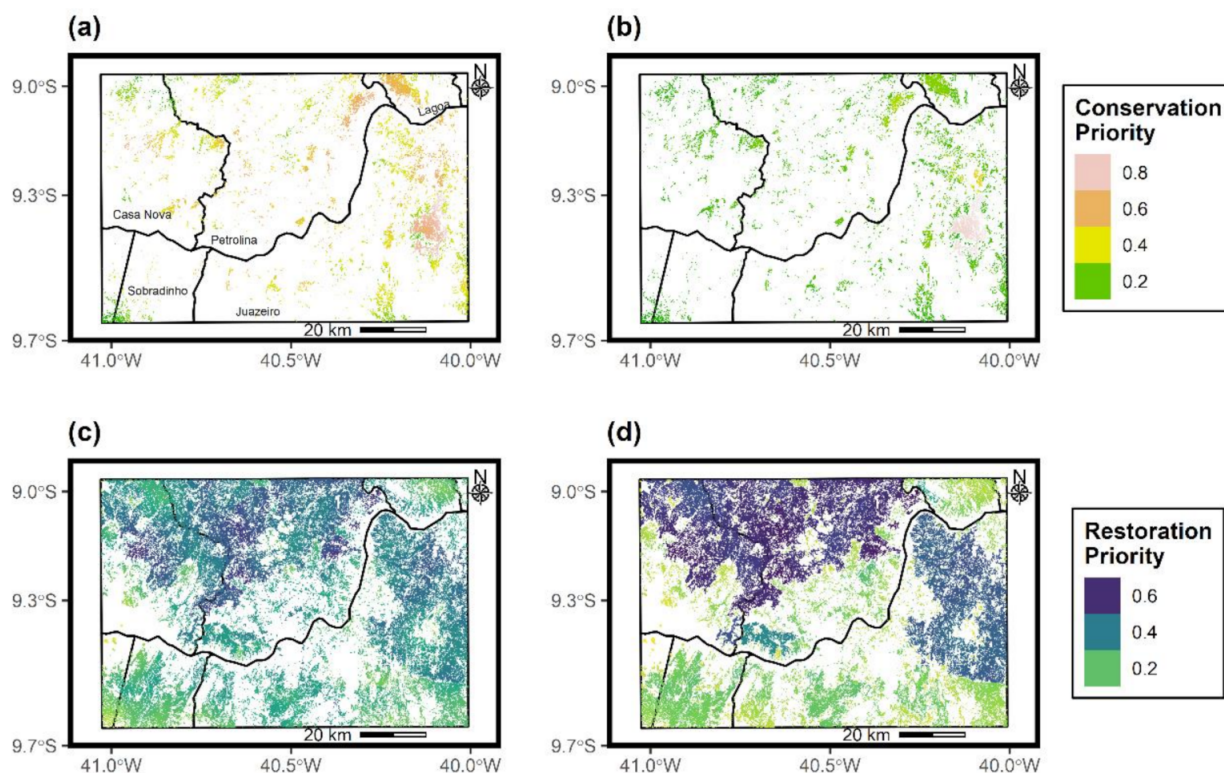 (a)
(b)
N
N
9.0°S
9.3°S
9.7°S
9.0°S
9.3°S
9.7°S
Lagoa
Casa Nova
Petrolina
Sobradinho
Juazeiro
20 km
20 km
41.0°W
40.5°W
40.0°W
41.0°W
40.5°W
40.0°W
Conservation
Priority
0.8
0.6
0.4
0.2
(c)
(d)
N
N
9.0°S
9.3°S
9.7°S
9.0°S
9.3°S
9.7°S
20 km
20 km
41.0°W
40.5°W
40.0°W
41.0°W
40.5°W
40.0°W
Restoration
Priority
0.6
0.4
0.2